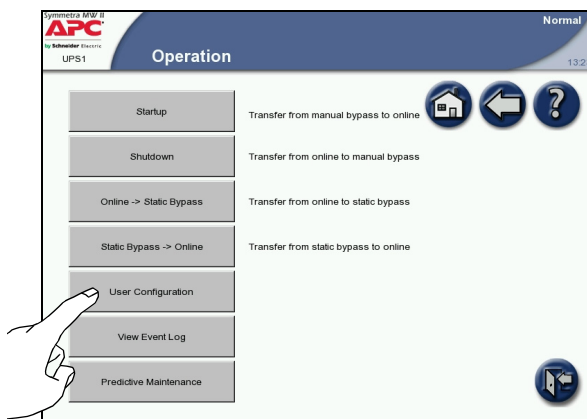 Symmetra MW II
APC
by Schneider Electric
UPS1
Operation
Normal
13:2
Startup
Transfer from manual bypass to online
Shutdown
Transfer from online to manual bypass
Online -> Static Bypass
Transfer from online to static bypass
Static Bypass -> Online
Transfer from static bypass to online
User Configuration
View Event Log
Predictive Maintenance
?